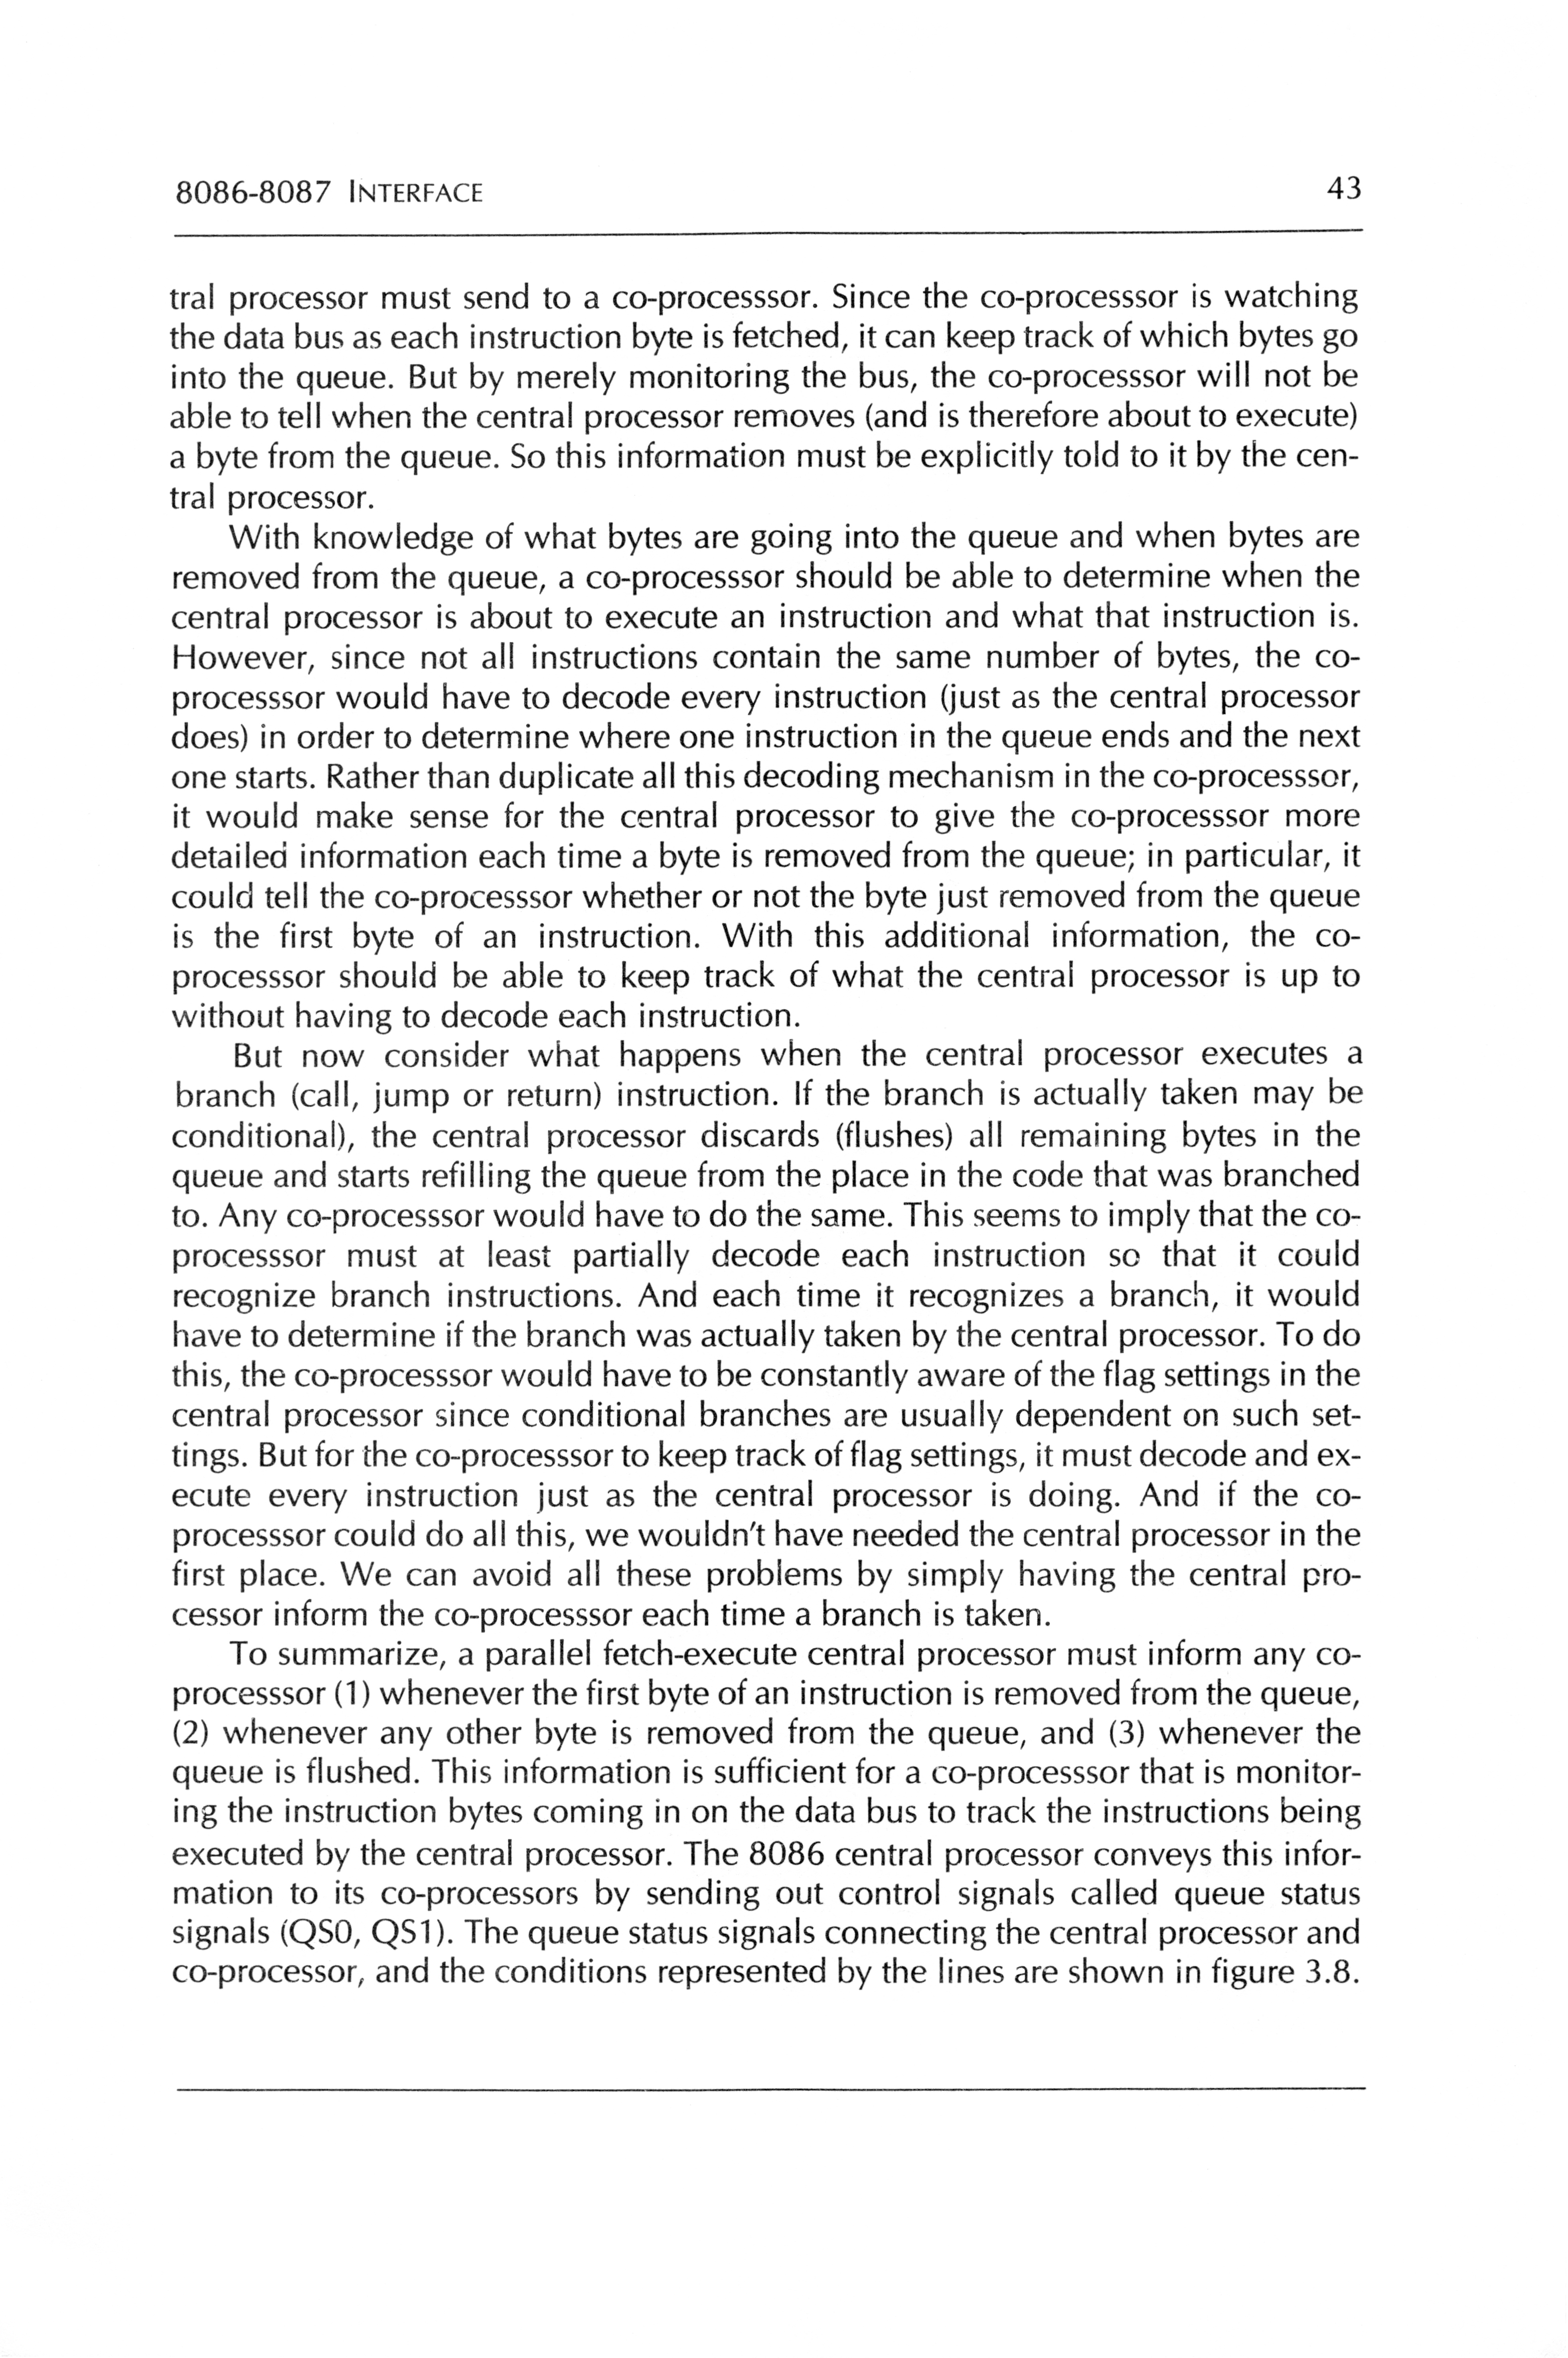 8086-8087 INTERFACE 43
tral processor must send to a co-processsor. Since the co-processsor is watching
the data bus as each instruction byte is fetched, it can keep track of which bytes go
into the queue. But by merely monitoring the bus, the co-processsor will not be
able to tell when the central processor removes (and is therefore about to execute)
a byte from the queue. So this information must be explicitly told to it by the cen-
tral processor.
With knowledge of what bytes are going into the queue and when bytes are
removed from the queue, a co-processsor should be able to determine when the
central processor is about to execute an instruction and what that instruction is.
However, since not all instructions contain the same number of bytes, the co-
processsor would have to decode every instruction (just as the central processor
does) in order to determine where one instruction in the queue ends and the next
one starts. Rather than duplicate all this decoding mechanism in the co-processsor,
it would make sense for the central processor to give the co-processsor more
detailed information each time a byte is removed from the queue; in particular, it
could tell the co-processsor whether or not the byte just removed from the queue
is the first byte of an instruction. With this additional information, the co-
processsor should be able to keep track of what the central processor is up to
without having to decode each instruction.
But now consider what happens when the central processor executes a
branch (call, jump or return) instruction. If the branch is actually taken may be
conditional), the central processor discards (flushes) all remaining bytes in the
queue and starts refilling the queue from the place in the code that was branched
to. Any co-processsor would have to do the same. This seems to imply that the co-
processsor must at least partially decode each instruction so that it could
recognize branch instructions. And each time it recognizes a branch, it would
have to determine if the branch was actually taken by the central processor. To do
this, the co-processsor would have to be constantly aware of the flag settings in the
central processor since conditional branches are usually dependent on such set-
tings. But for the co-processsor to keep track of flag settings, it must decode and ex-
ecute every instruction just as the central processor is doing. And if the co-
processsor could do all this, we wouldn't have needed the central processor in the
first place. We can avoid all these problems by simply having the central pro-
cessor inform the co-processsor each time a branch is taken.
To summarize, a parallel fetch-execute central processor must inform any co-
processsor (1) whenever the first byte of an instruction is removed from the queue,
(2) whenever any other byte is removed from the queue, and (3) whenever the
queue is flushed. This information is sufficient for a co-processsor that is monitor-
ing the instruction bytes coming in on the data bus to track the instructions being
executed by the central processor. The 8086 central processor conveys this infor-
mation to its co-processors by sending out control signals called queue status
signals (QS0, QS1). The queue status signals connecting the central processor and
co-processor, and the conditions represented by the lines are shown in figure 3.8.